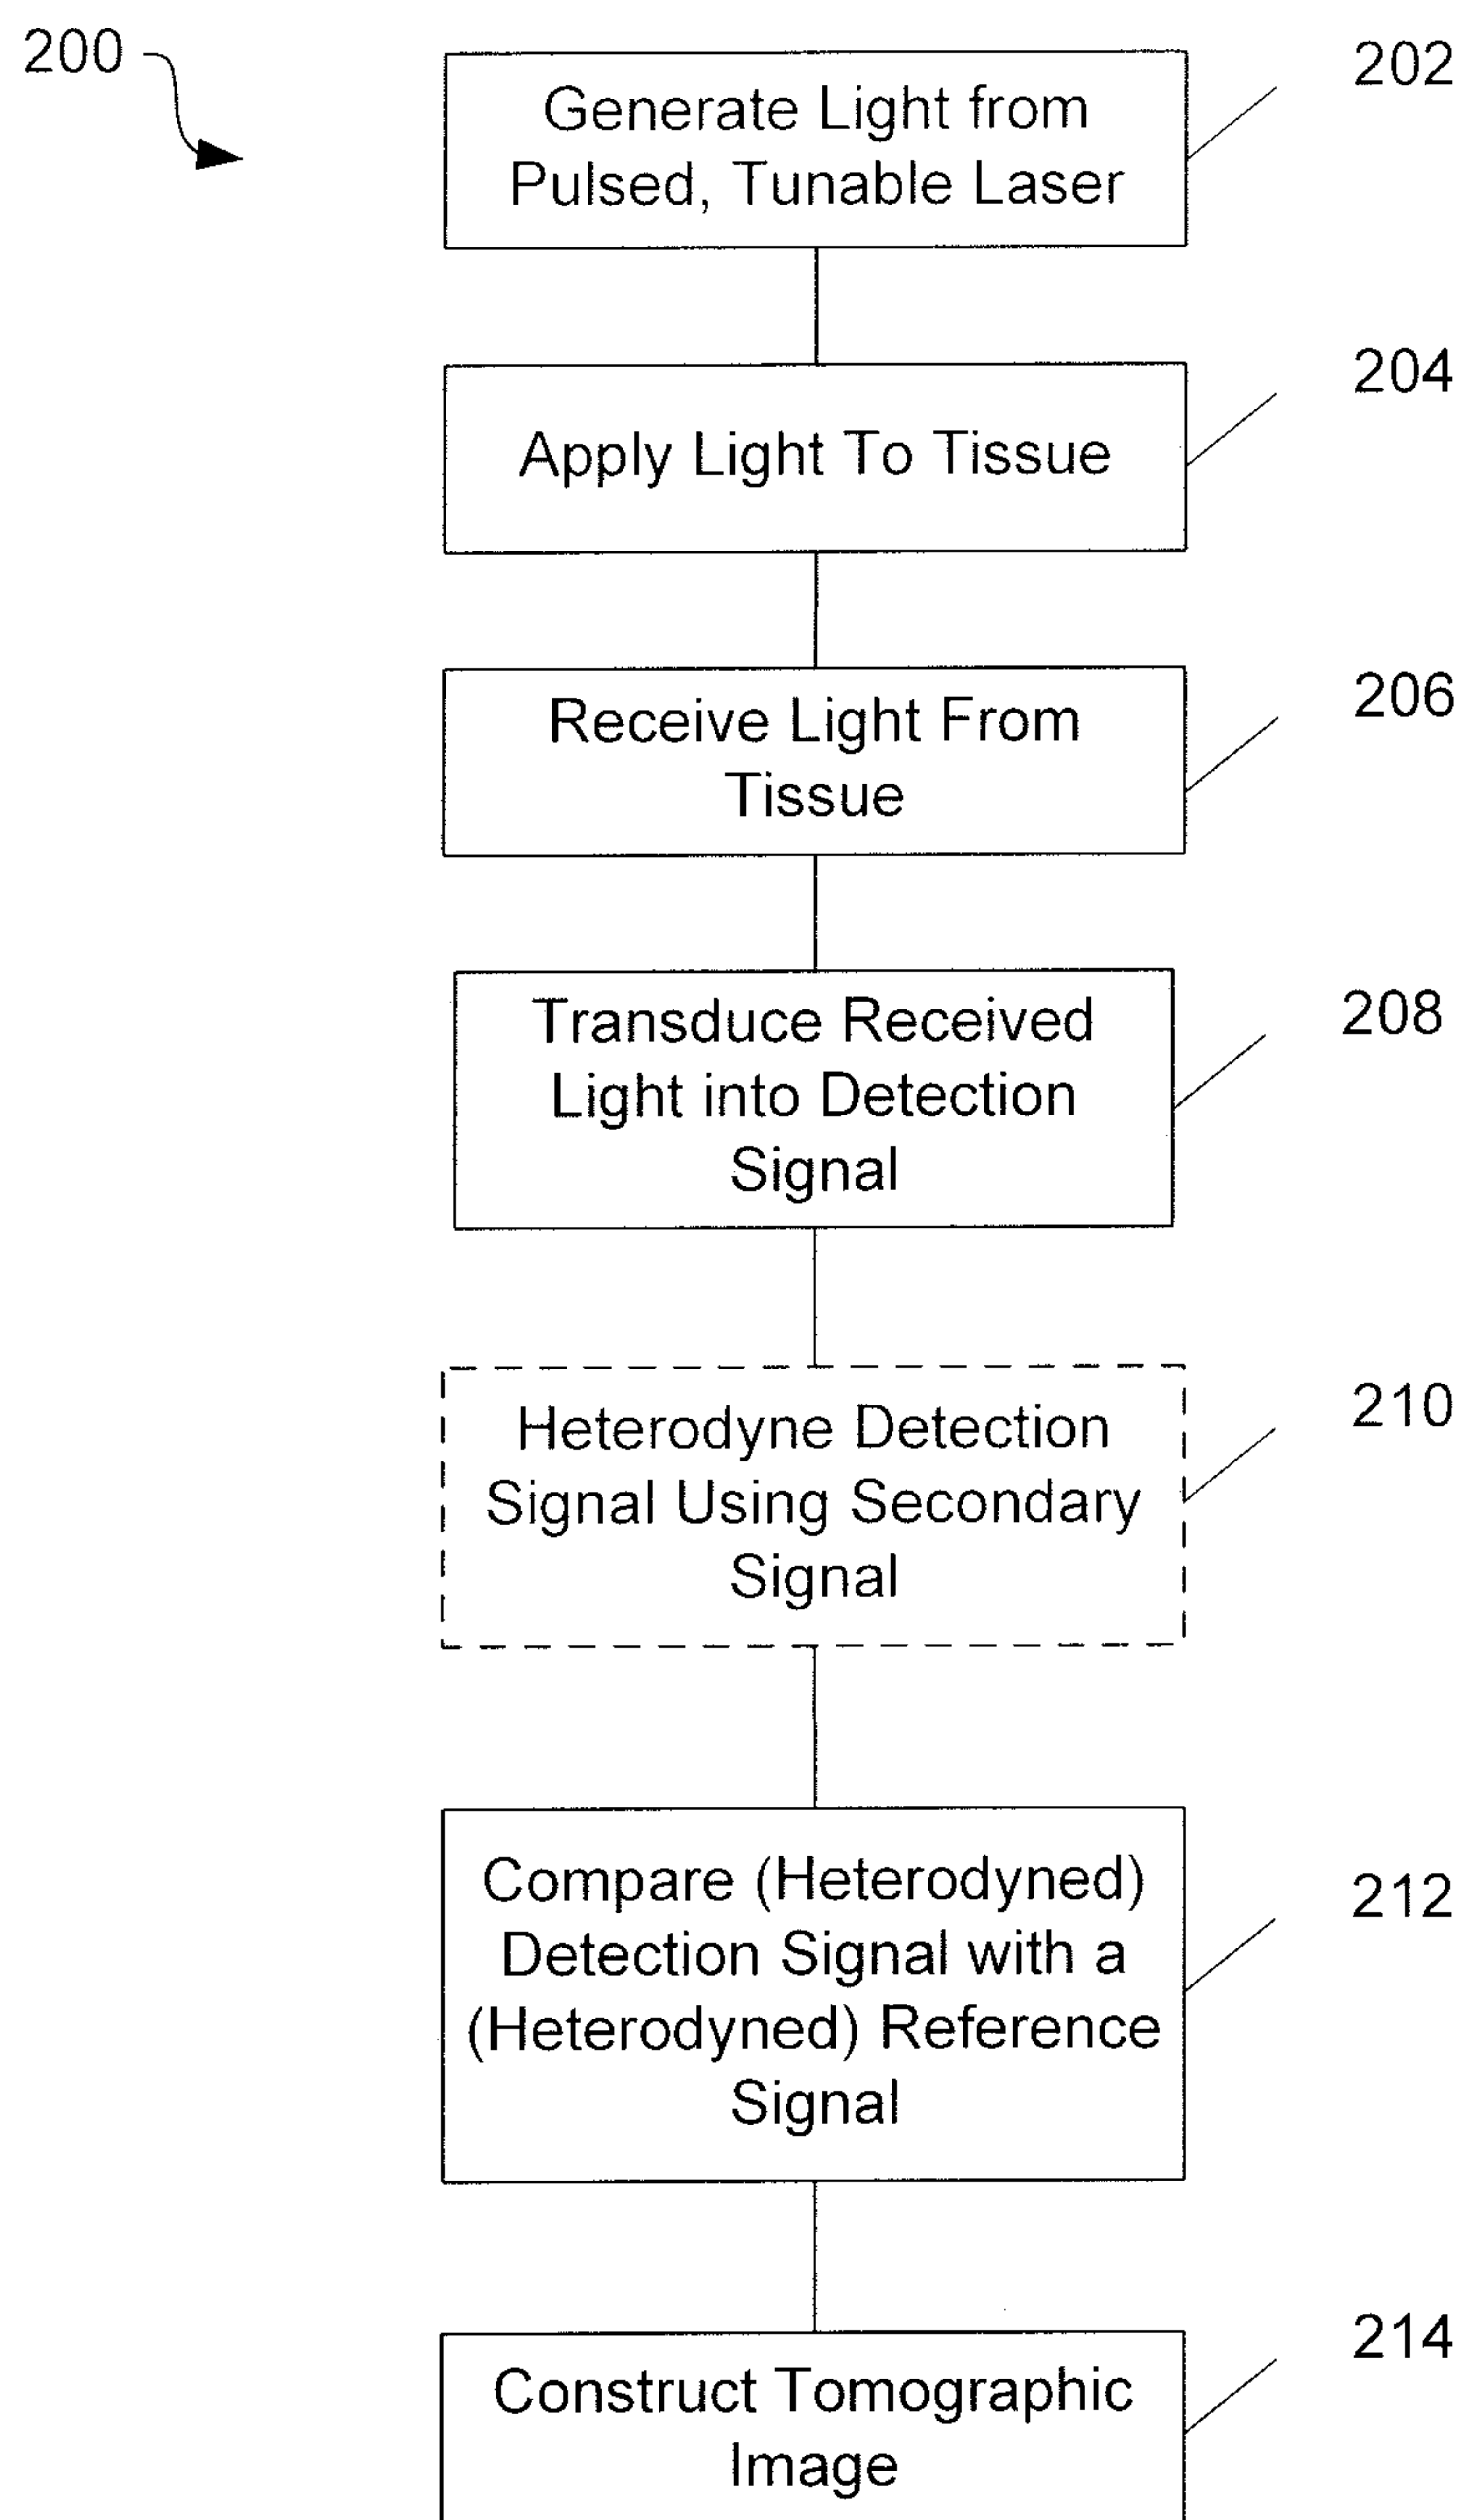 200
202
Generate Light from
Pulsed, Tunable Laser
204
Apply Light To Tissue
206
Receive Light From
Tissue
208
Transduce Received
Light into Detection
Signal
210
Heterodyne Detection
Signal Using Secondary
Signal
212
Compare (Heterodyned)
Detection Signal with a
(Heterodyned) Reference
Signal
214
Construct Tomographic
Image